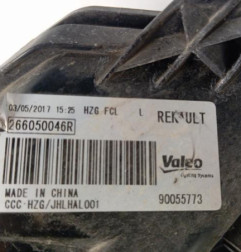 03/05/2017 15:25 HZG FCL L
RENAULT
266050046R
Valeo
MADE IN CHINA
CCC-HZG/JHLHAL001
90055773